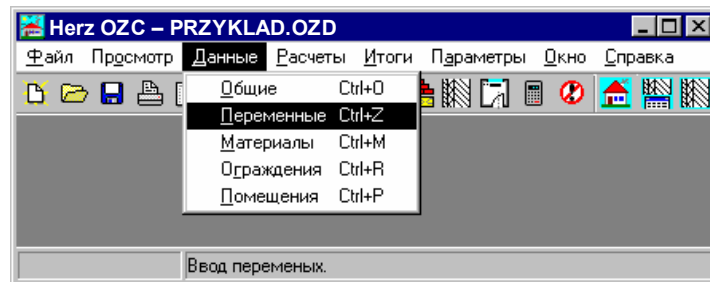 Herz OZC – PRZYKLAD.OZD
Файл Просмотр Данные Расчеты Итоги Параметры Окно Справка
Общие Ctrl+O
Переменные Ctrl+Z
Материалы Ctrl+M
Ограждения Ctrl+R
Помещения Ctrl+P
Ввод переменых.